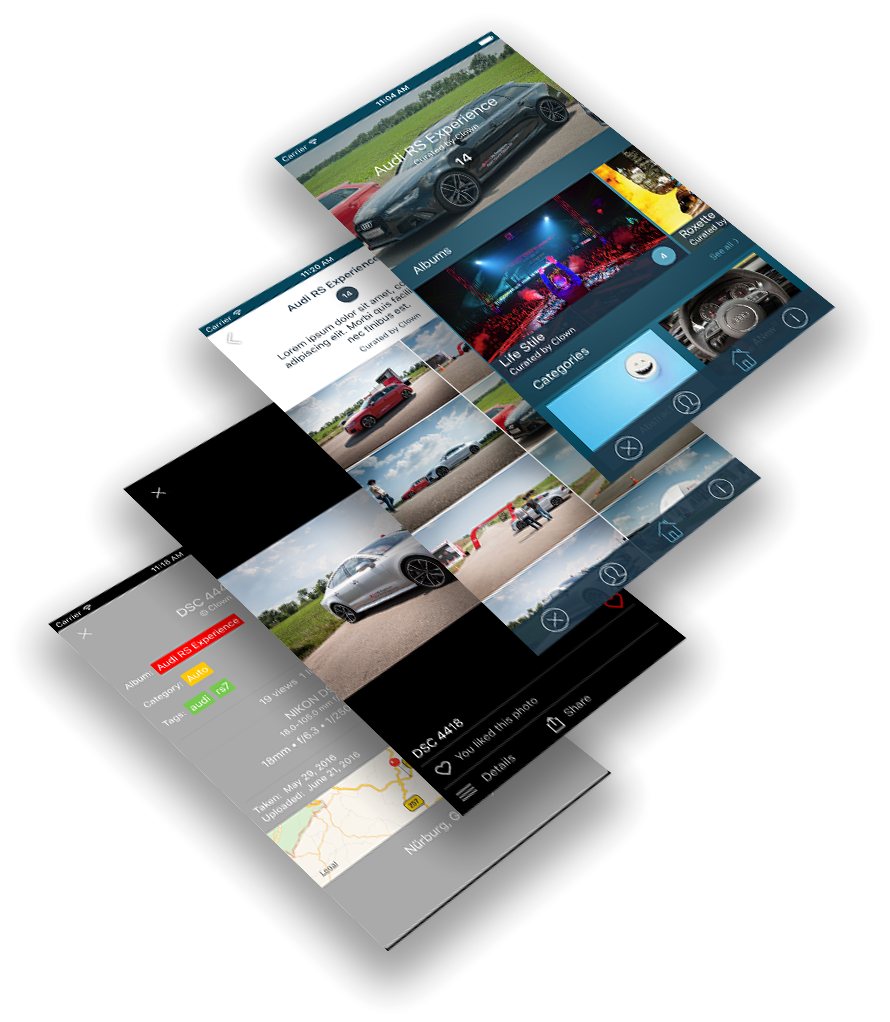 Carrier
11:04 AM
Audi RS Experience
Curated by Clown
14
Albums
Life Stile
Curated by Clown
4
Roxette
Curated by
See all
Categories
Carrier
11:20 AM
Audi RS Experience
14
Lorem ipsum dolor sit amet, co
adipiscing elit. Morbi quis facili
nec finibus est.
Curated by Clown
DSC 4418
You liked this photo
Share
Details
Carrier
11:18 AM
DSC 44
© Clown
Album: Audi RS Experience
Category: Auto
Tags: audi rs7
19 views 1
NIKON D
18.0-105.0 mm
18mm • f/6.3 • 1/250
Taken: May 29, 2016
Uploaded: June 21, 2016
257
Legal
Nürburg, G